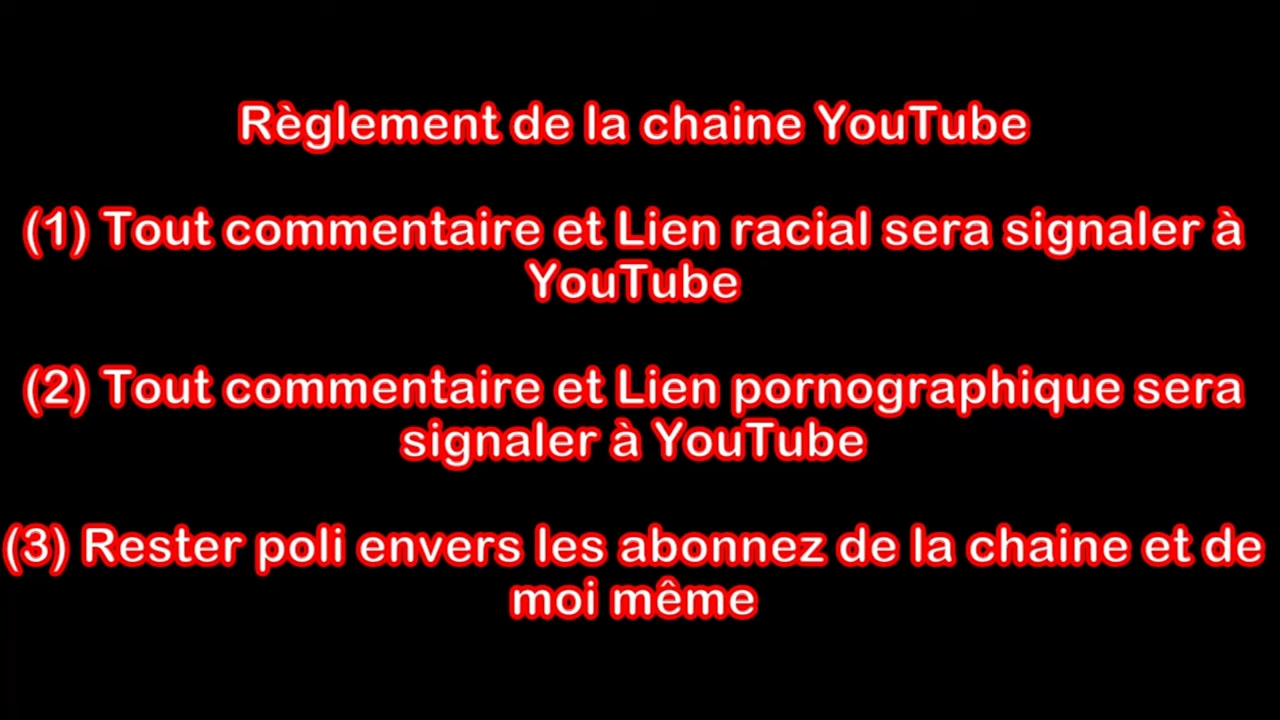 Règlement de la chaine YouTube
(1) Tout commentaire et Lien racial sera signaler à
YouTube
(2) Tout commentaire et Lien pornographique sera
signaler à YouTube
(3) Rester poli envers les abonnez de la chaine et de
moi même